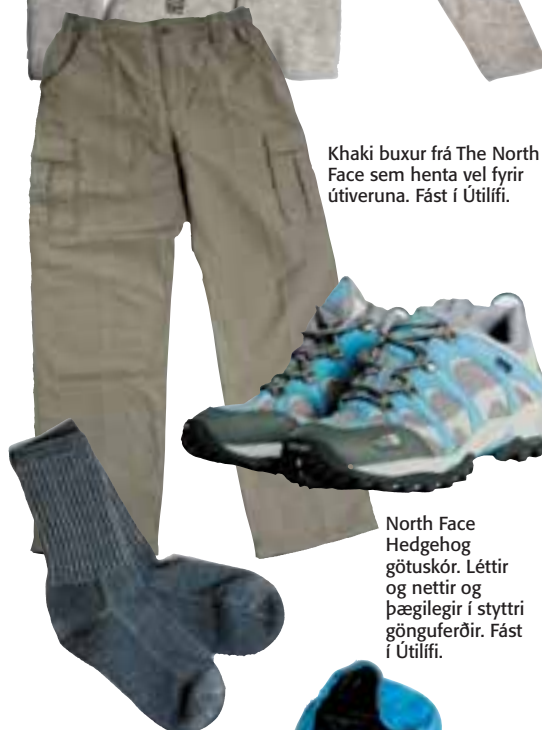 Khaki buxur frá The North
Face sem henta vel fyrir
útiveruna. Fást í Útilífi.
North Face
Hedgehog
götuskór. Léttir
og nettir og
þægilegir í styttri
gönguferðir. Fást
í Útilífi.